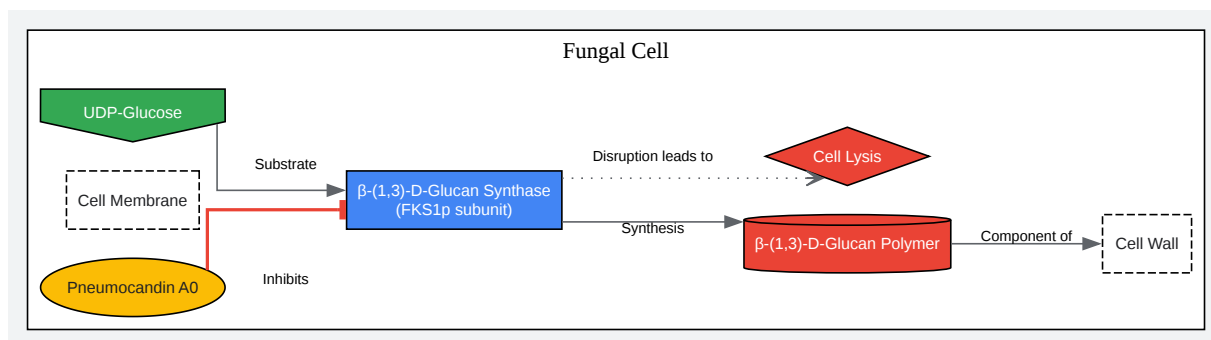 Fungal Cell
UDP-Glucose
Substrate
Disruption leads to
Cell Lysis
Cell Membrane
β-(1,3)-D-Glucan Synthase
(FKS1p subunit)
Synthesis
β-(1,3)-D-Glucan Polymer
Component of
Cell Wall
Pneumocandin A0
Inhibits